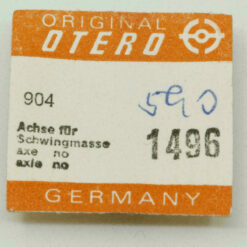 ORIGINAL
OTERO
904
590
Achse für
Schwingmasse
axe no
axle no
1496
GERMANY